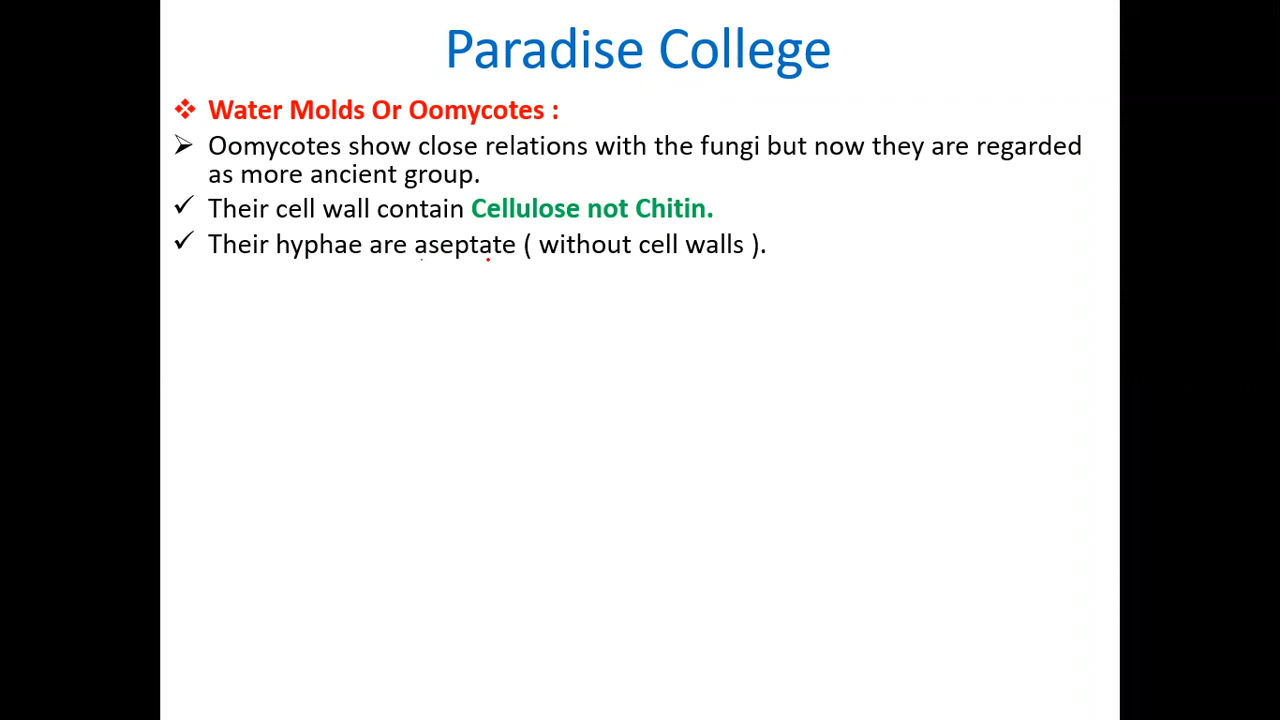 Paradise College
❖ Water Molds Or Oomycotes :
➢ Oomycotes show close relations with the fungi but now they are regarded
as more ancient group.
✓ Their cell wall contain Cellulose not Chitin.
✓ Their hyphae are aseptate ( without cell walls ).